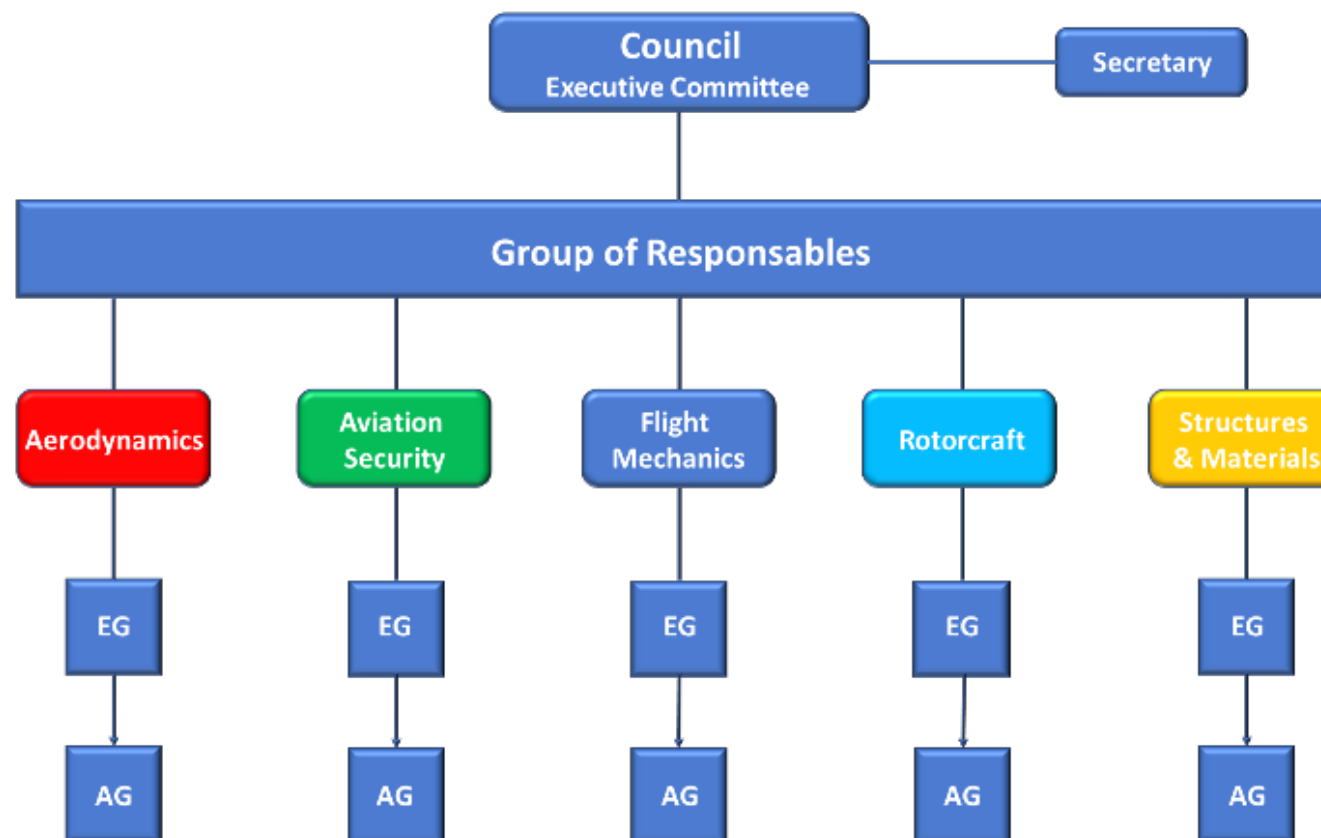 Council
Executive Committee
Secretary
Group of Responsables
Aerodynamics
Aviation
Security
Flight
Mechanics
Rotorcraft
Structures
& Materials
EG
EG
EG
EG
EG
AG
AG
AG
AG
AG